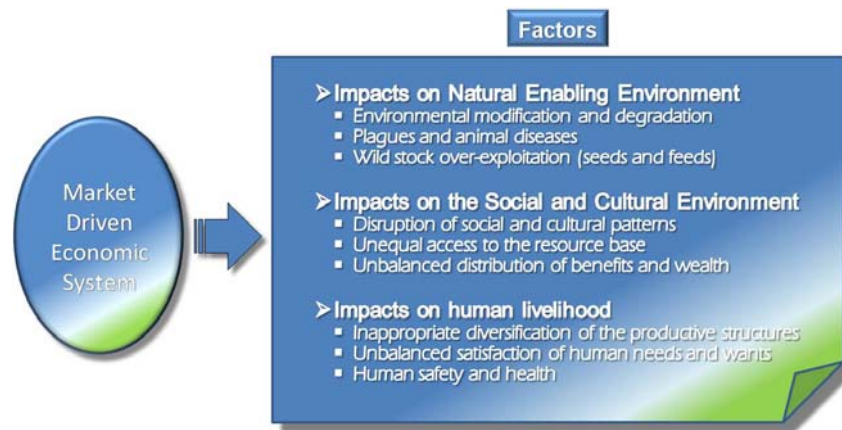 Factors
Market
Driven
Economic
System
➢Impacts on Natural Enabling Environment
▪ Environmental modification and degradation
▪ Plagues and animal diseases
▪ Wild stock over-exploitation (seeds and feeds)
➢Impacts on the Social and Cultural Environment
▪ Disruption of social and cultural patterns
▪ Unequal access to the resource base
▪ Unbalanced distribution of benefits and wealth
➢Impacts on human livelihood
▪ Inappropriate diversification of the productive structures
▪ Unbalanced satisfaction of human needs and wants
▪ Human safety and health